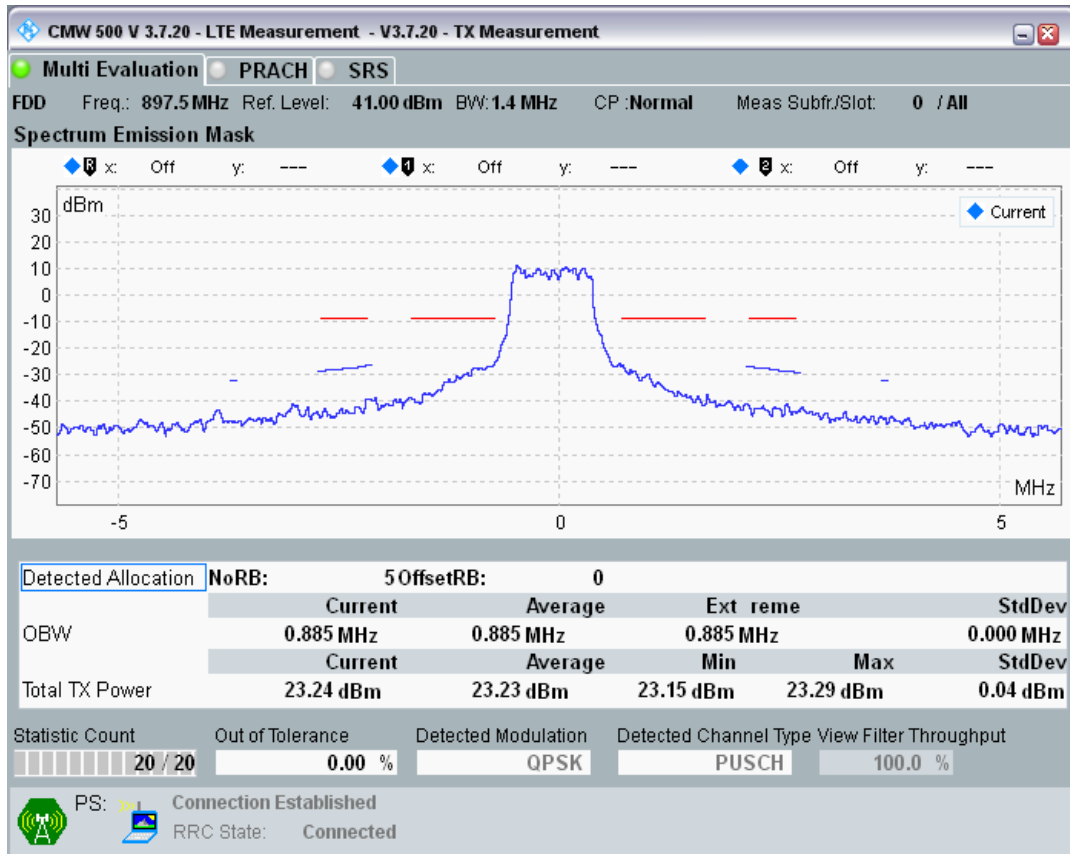 CMW 500 V 3.7.20 - LTE Measurement - V3.7.20 - TX Measurement
Multi Evaluation PRACH SRS
FDD Freq.: 897.5 MHz Ref. Level: 41.00 dBm BW: 1.4 MHz CP :Normal Meas Subfr./Slot: 0 / All
Spectrum Emission Mask
R x: Off y: --- 1 x: Off y: --- 2 x: Off y: ---
dBm
Current
30
20
10
0
-10
-20
-30
-40
-50
-60
-70
MHz
-5 0 5
Detected Allocation NoRB: 5 OffsetRB: 0
Current Average Ext reme StdDev
OBW 0.885 MHz 0.885 MHz 0.885 MHz 0.000 MHz
Current Average Min Max StdDev
Total TX Power 23.24 dBm 23.23 dBm 23.15 dBm 23.29 dBm 0.04 dBm
Statistic Count Out of Tolerance Detected Modulation Detected Channel Type View Filter Throughput
20 / 20 0.00 % QPSK PUSCH 100.0 %
PS: Connection Established
RRC State: Connected